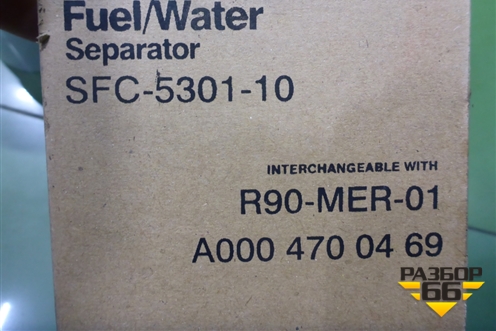 Fuel/Water
Separator
SFC-5301-10
INTERCHANGEABLE WITH
R90-MER-01
A000 470 04 69
РАЗБОР
66